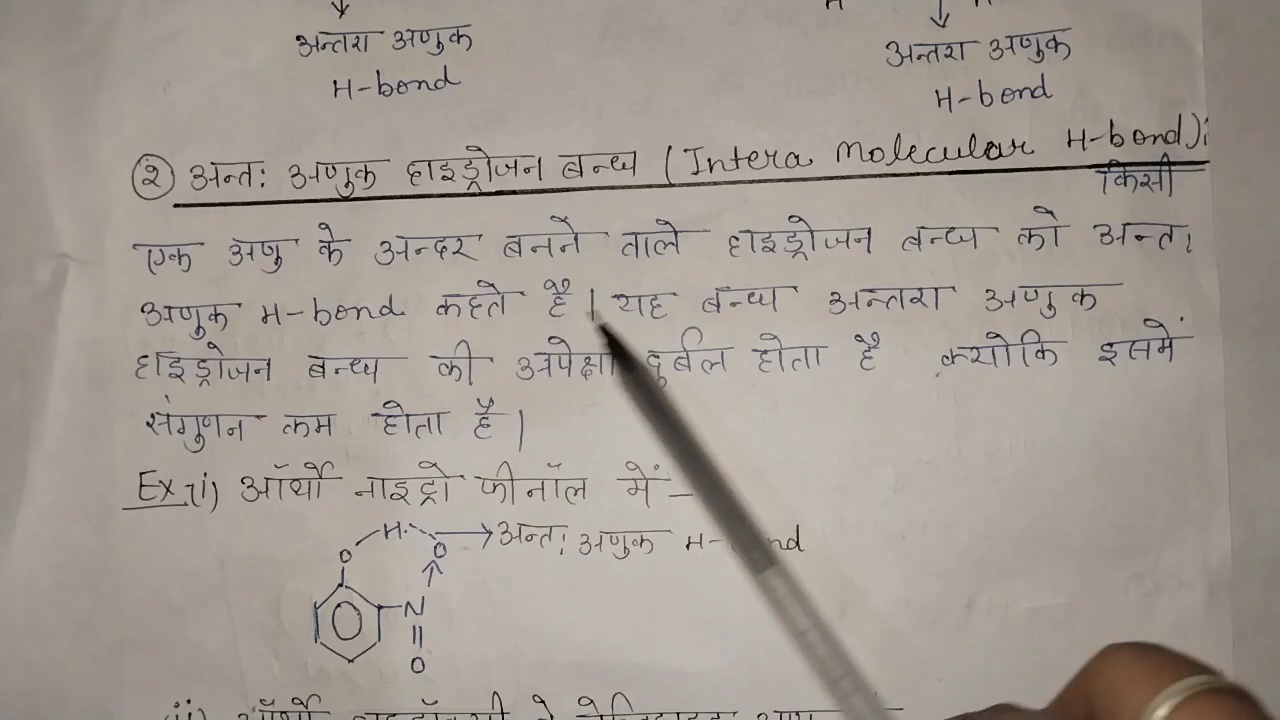 अन्तरा अणुक
H-bond
अन्तरा अणुक
H-bond
② अन्त: अणुक हाइड्रोजन बन्ध (Intera Molecular H-bond):
किसी
एक अणु के अन्दर बनने वाले हाइड्रोजन बन्ध को अन्त:
अणुक H-bond कहते है। यह बन्ध अन्तरा अणुक
हाइड्रोजन बन्ध की अपेक्षा दुर्बल होता है क्योकि इसमें
संगुणन कम होता है।
Ex.(i) ऑर्थो नाइट्रो फीनॉल में-
H O → अन्त: अणुक H-bond
O
N
O